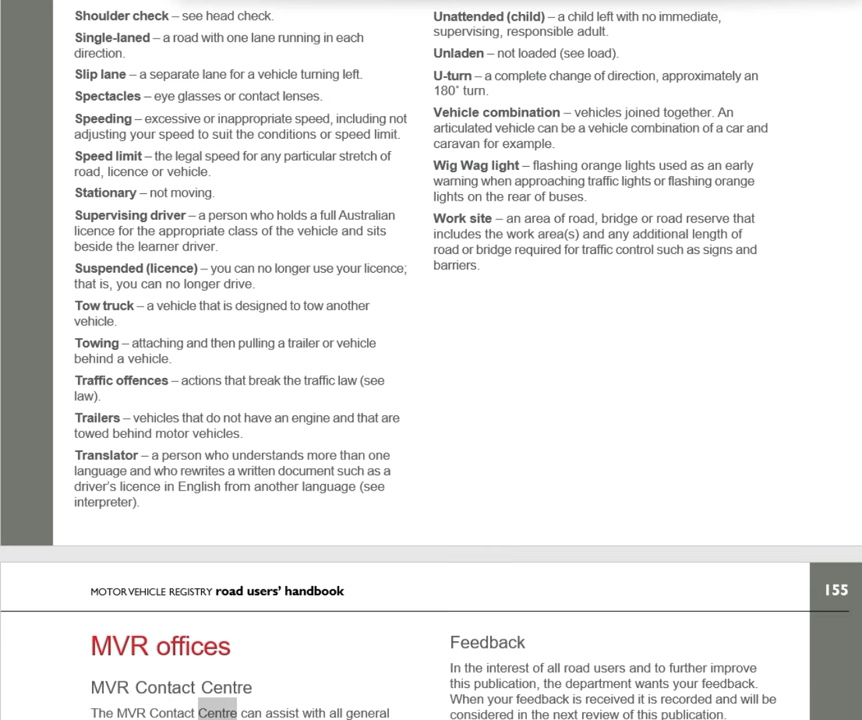 Shoulder check – see head check.
Single-laned – a road with one lane running in each
direction.
Slip lane – a separate lane for a vehicle turning left.
Spectacles – eye glasses or contact lenses.
Speeding – excessive or inappropriate speed, including not
adjusting your speed to suit the conditions or speed limit.
Speed limit – the legal speed for any particular stretch of
road, licence or vehicle.
Stationary – not moving.
Supervising driver – a person who holds a full Australian
licence for the appropriate class of the vehicle and sits
beside the learner driver.
Suspended (licence) – you can no longer use your licence;
that is, you can no longer drive.
Tow truck – a vehicle that is designed to tow another
vehicle.
Towing – attaching and then pulling a trailer or vehicle
behind a vehicle.
Traffic offences – actions that break the traffic law (see
law).
Trailers – vehicles that do not have an engine and that are
towed behind motor vehicles.
Translator – a person who understands more than one
language and who rewrites a written document such as a
driver's licence in English from another language (see
interpreter).
Unattended (child) – a child left with no immediate,
supervising, responsible adult.
Unladen – not loaded (see load).
U-turn – a complete change of direction, approximately an
180˚ turn.
Vehicle combination – vehicles joined together. An
articulated vehicle can be a vehicle combination of a car and
caravan for example.
Wig Wag light – flashing orange lights used as an early
warning when approaching traffic lights or flashing orange
lights on the rear of buses.
Work site – an area of road, bridge or road reserve that
includes the work area(s) and any additional length of
road or bridge required for traffic control such as signs and
barriers.
MOTOR VEHICLE REGISTRY road users' handbook
155
MVR offices
MVR Contact Centre
The MVR Contact Centre can assist with all general
Feedback
In the interest of all road users and to further improve
this publication, the department wants your feedback.
When your feedback is received it is recorded and will be
considered in the next review of this publication.